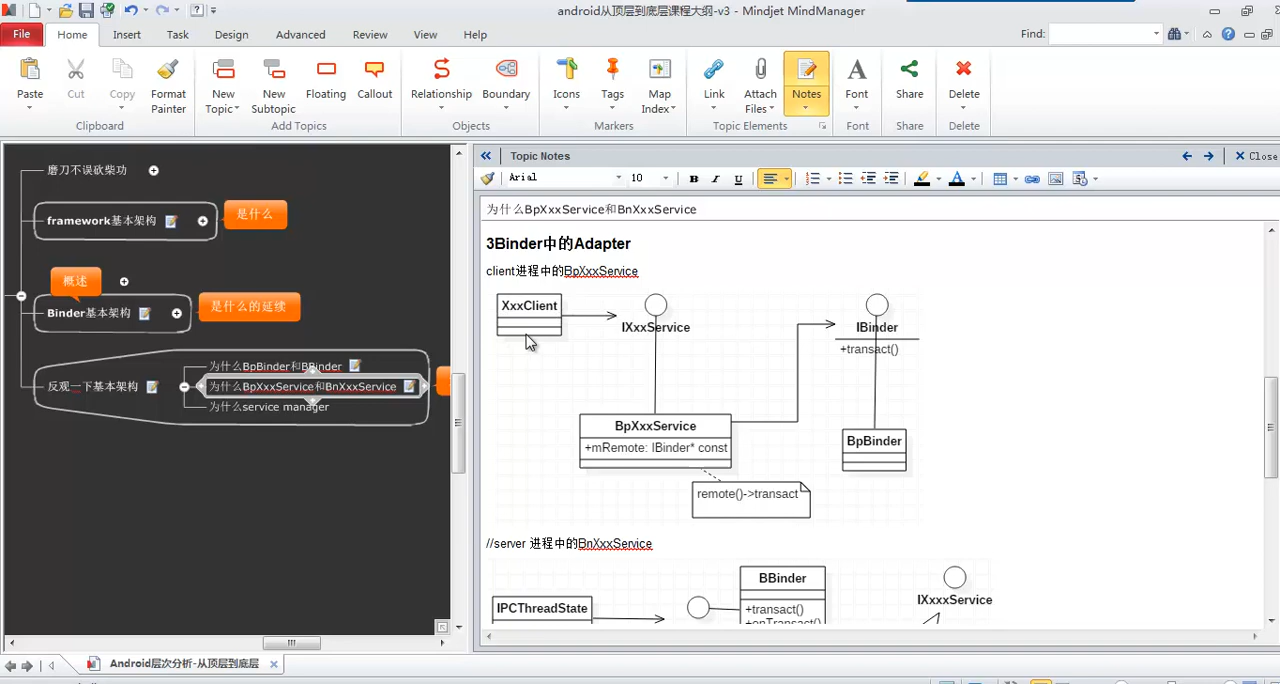 android从顶层到底层课程大纲-v3 - Mindjet MindManager
File Home Insert Task Design Advanced Review View Help Find:
Paste Cut Copy Format Painter New Topic New Subtopic Floating Callout Relationship Boundary Icons Tags Map Index Link Attach Files Notes Font Share Delete
Clipboard Add Topics Objects Markers Topic Elements Font Share Delete
磨刀不误砍柴功
framework基本架构
是什么
概述
Binder基本架构
是什么的延续
反观一下基本架构
为什么BpBinder和BBinder
为什么BpXxxService和BnXxxService
为什么service manager
Topic Notes Close
Arial 10 B I U
为什么BpXxxService和BnXxxService
3Binder中的Adapter
client进程中的BpXxxService
XxxClient
IXxxService
IBinder
+transact()
BpXxxService
+mRemote: IBinder* const
BpBinder
remote()->transact
//server 进程中的BnXxxService
BBinder
IXxxxService
IPCThreadState
+transact()
+onTransact()
Android层次分析-从顶层到底层